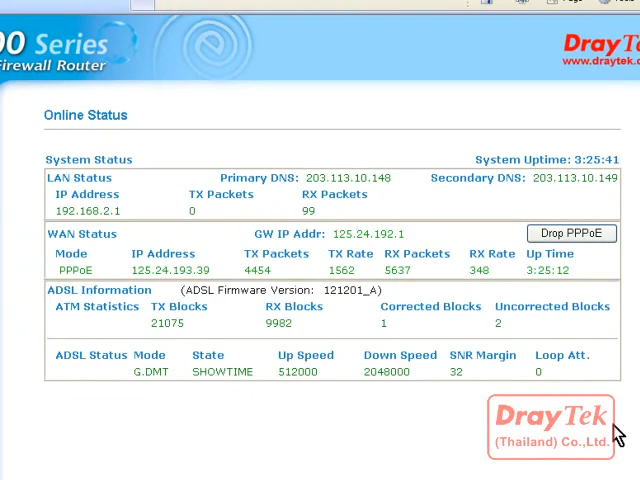 00 Series
Firewall Router
www.draytek.c
Online Status
System Status System Uptime: 3:25:41
LAN Status Primary DNS: 203.113.10.148 Secondary DNS: 203.113.10.149
IP Address TX Packets RX Packets
192.168.2.1 0 99
WAN Status GW IP Addr: 125.24.192.1 Drop PPPoE
Mode IP Address TX Packets TX Rate RX Packets RX Rate Up Time
PPPoE 125.24.193.39 4454 1562 5637 348 3:25:12
ADSL Information (ADSL Firmware Version: 121201_A)
ATM Statistics TX Blocks RX Blocks Corrected Blocks Uncorrected Blocks
21075 9982 1 2
ADSL Status Mode State Up Speed Down Speed SNR Margin Loop Att.
G.DMT SHOWTIME 512000 2048000 32 0
DrayTek
(Thailand) Co.,Ltd.